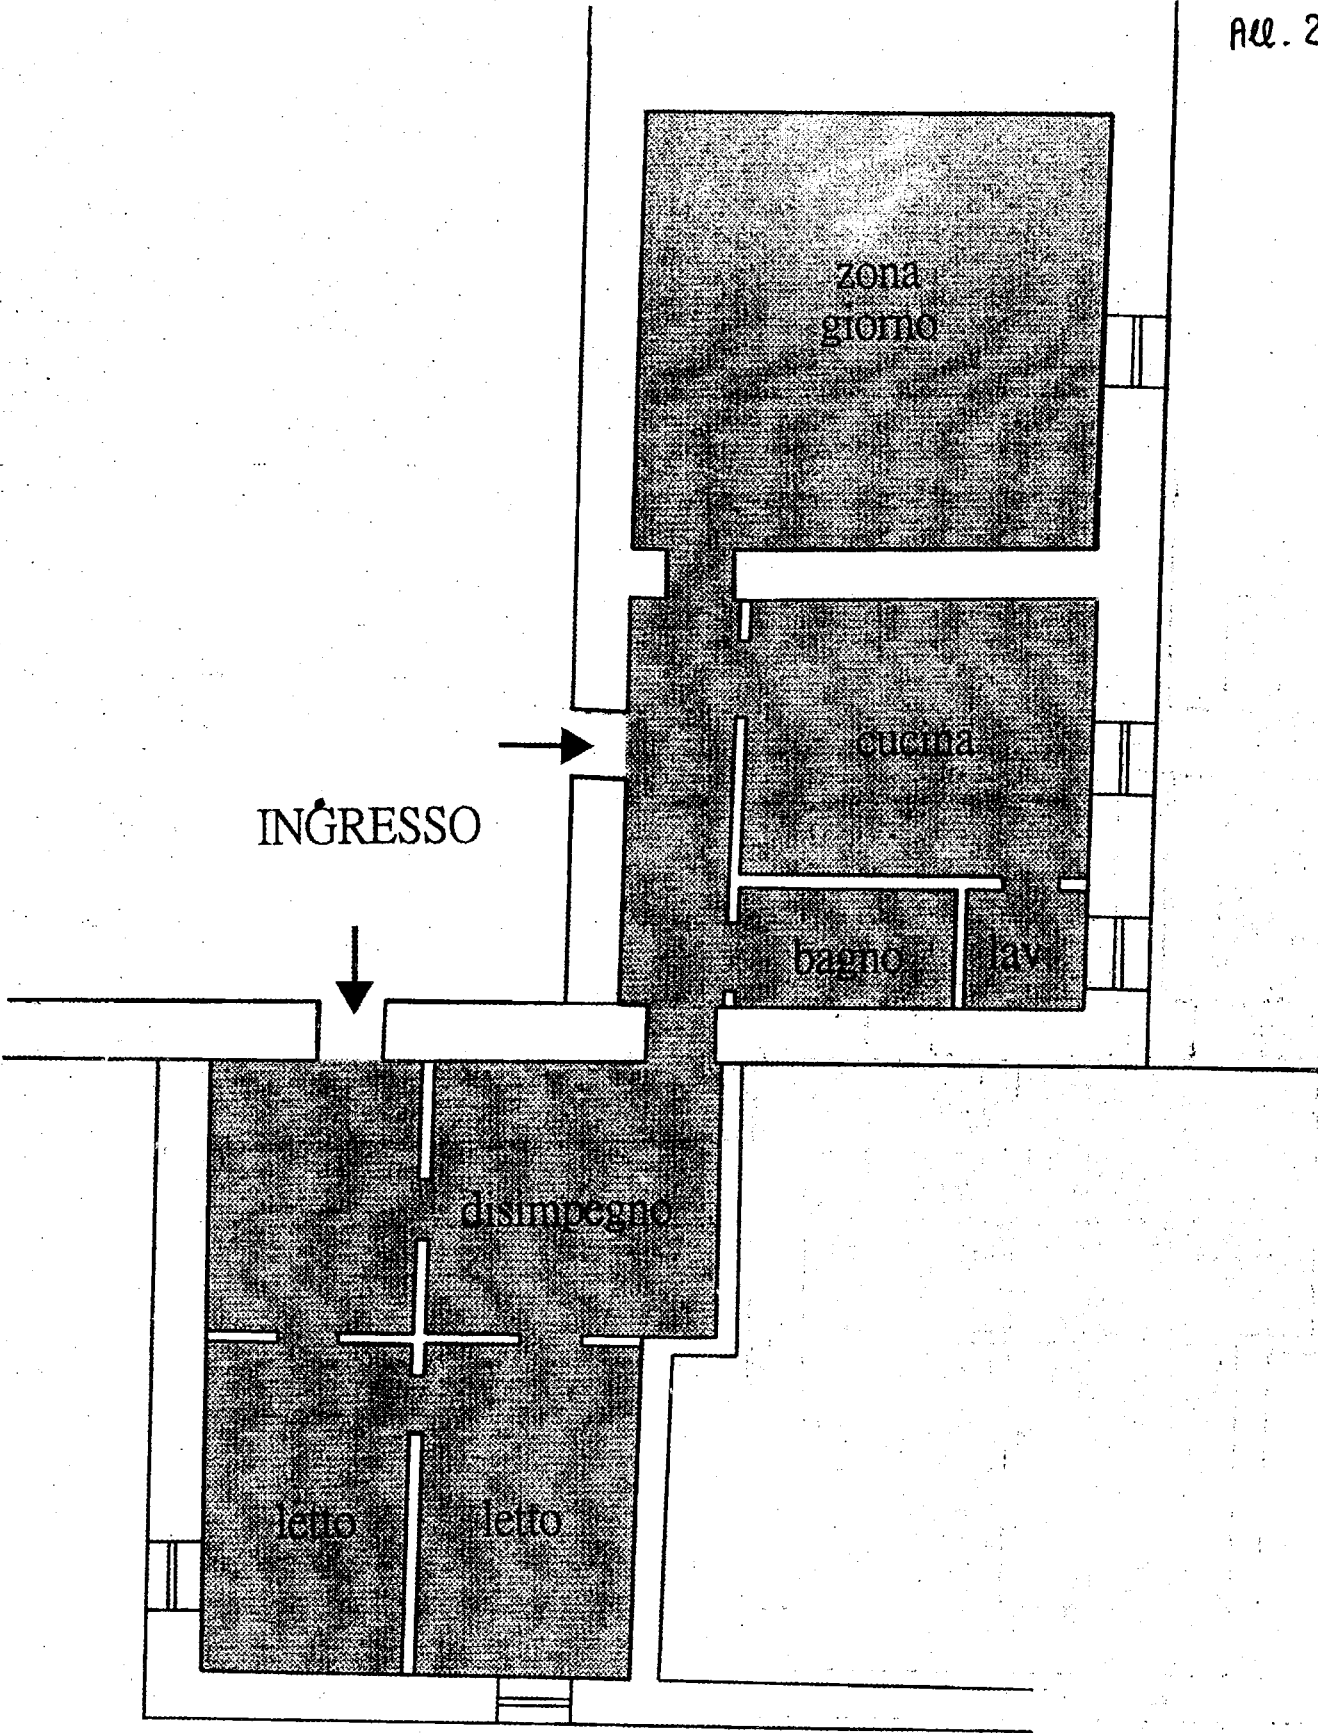 All. 2
zona
giorno
cucina
INGRESSO
bagno
lav
disimpegno
letto
letto